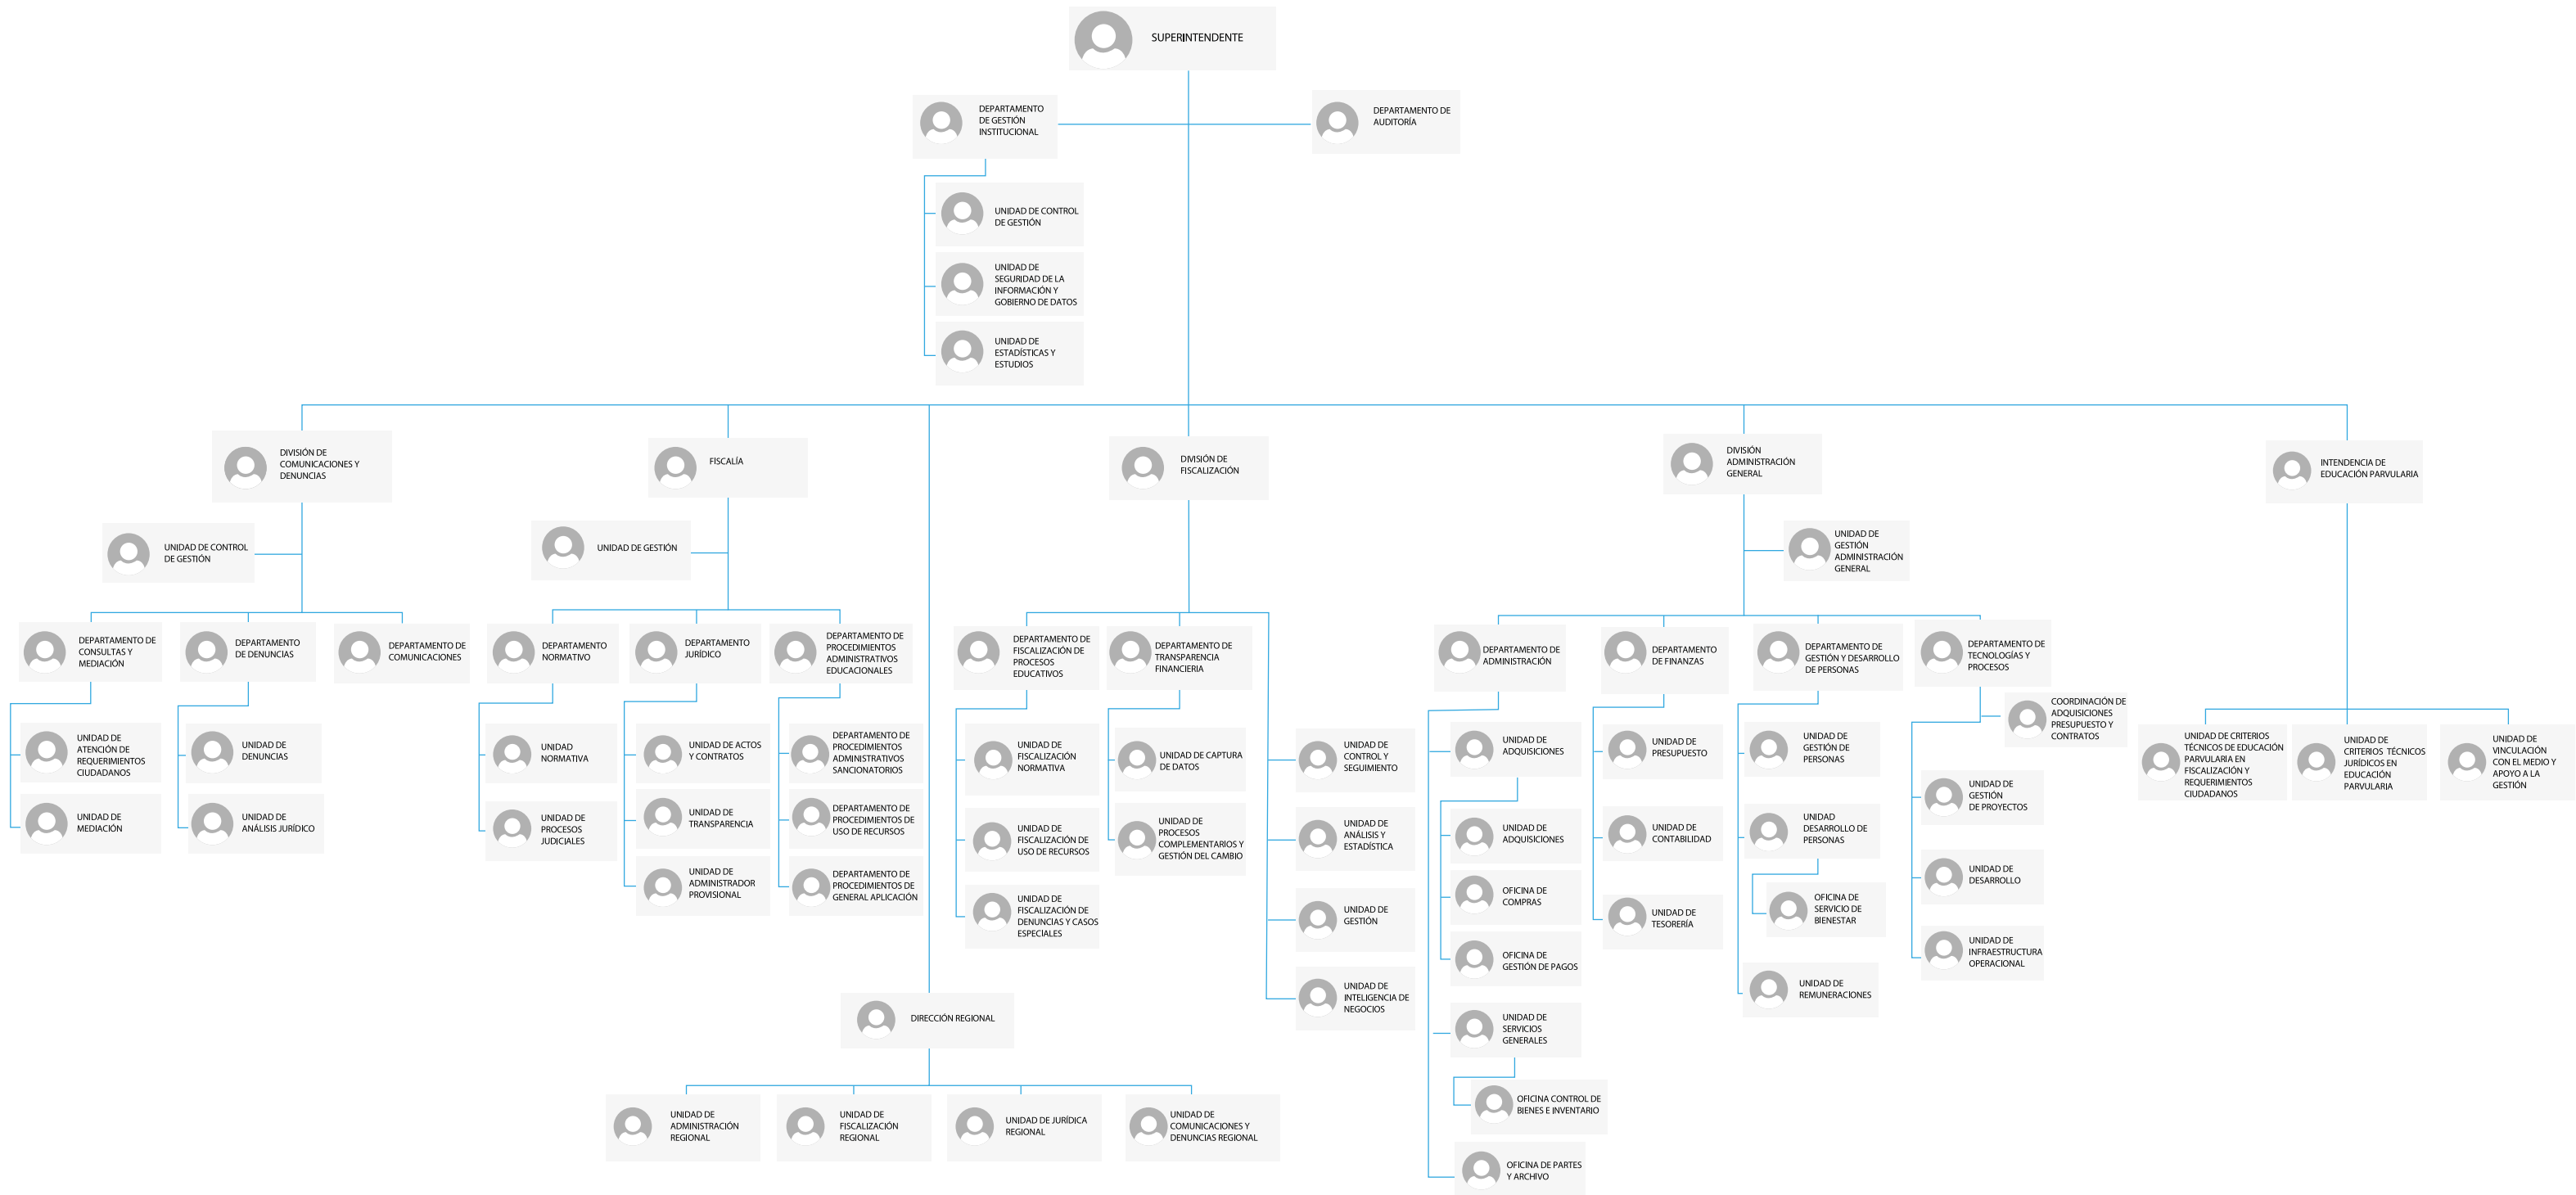 SUPERINTENDENTE
DEPARTAMENTO
DE GESTIÓN
INSTITUCIONAL
DEPARTAMENTO DE
AUDITORÍA
UNIDAD DE CONTROL
DE GESTIÓN
UNIDAD DE
SEGURIDAD DE LA
INFORMACIÓN Y
GOBIERNO DE DATOS
UNIDAD DE
ESTADÍSTICAS Y
ESTUDIOS
DIVISIÓN DE
COMUNICACIONES Y
DENUNCIAS
FISCALÍA
DIVISIÓN DE
FISCALIZACIÓN
DIVISIÓN
ADMINISTRACIÓN
GENERAL
INTENDENCIA DE
EDUCACIÓN PARVULARIA
UNIDAD DE CONTROL
DE GESTIÓN
UNIDAD DE GESTIÓN
UNIDAD DE
GESTIÓN
ADMINISTRACIÓN
GENERAL
DEPARTAMENTO DE
CONSULTAS Y
MEDIACIÓN
DEPARTAMENTO
DE DENUNCIAS
DEPARTAMENTO DE
COMUNICACIONES
DEPARTAMENTO
NORMATIVO
DEPARTAMENTO
JURÍDICO
DEPARTAMENTO DE
PROCEDIMIENTOS
ADMINISTRATIVOS
EDUCACIONALES
DEPARTAMENTO DE
FISCALIZACIÓN DE
PROCESOS
EDUCATIVOS
DEPARTAMENTO DE
TRANSPARENCIA
FINANCIERIA
DEPARTAMENTO DE
ADMINISTRACIÓN
DEPARTAMENTO
DE FINANZAS
DEPARTAMENTO DE
GESTIÓN Y DESARROLLO
DE PERSONAS
DEPARTAMENTO DE
TECNOLOGÍAS Y
PROCESOS
COORDINACIÓN DE
ADQUISICIONES
PRESUPUESTO Y
CONTRATOS
UNIDAD DE
ATENCIÓN DE
REQUERIMIENTOS
CIUDADANOS
UNIDAD DE
MEDIACIÓN
UNIDAD DE
DENUNCIAS
UNIDAD DE
ANÁLISIS JURÍDICO
UNIDAD
NORMATIVA
UNIDAD DE
PROCESOS
JUDICIALES
UNIDAD DE ACTOS
Y CONTRATOS
UNIDAD DE
TRANSPARENCIA
UNIDAD DE
ADMINISTRADOR
PROVISIONAL
DEPARTAMENTO DE
PROCEDIMIENTOS
ADMINISTRATIVOS
SANCIONATORIOS
DEPARTAMENTO DE
PROCEDIMIENTOS DE
USO DE RECURSOS
DEPARTAMENTO DE
PROCEDIMIENTOS DE
GENERAL APLICACIÓN
UNIDAD DE
FISCALIZACIÓN
NORMATIVA
UNIDAD DE
FISCALIZACIÓN DE
USO DE RECURSOS
UNIDAD DE
FISCALIZACIÓN DE
DENUNCIAS Y CASOS
ESPECIALES
UNIDAD DE CAPTURA
DE DATOS
UNIDAD DE
PROCESOS
COMPLEMENTARIOS Y
GESTIÓN DEL CAMBIO
UNIDAD DE
CONTROL Y
SEGUIMIENTO
UNIDAD DE
ANÁLISIS Y
ESTADÍSTICA
UNIDAD DE
GESTIÓN
UNIDAD DE
INTELIGENCIA DE
NEGOCIOS
UNIDAD DE
ADQUISICIONES
UNIDAD DE
ADQUISICIONES
OFICINA DE
COMPRAS
OFICINA DE
GESTIÓN DE PAGOS
UNIDAD DE
SERVICIOS
GENERALES
OFICINA CONTROL DE
BIENES E INVENTARIO
OFICINA DE PARTES
Y ARCHIVO
UNIDAD DE
PRESUPUESTO
UNIDAD DE
CONTABILIDAD
UNIDAD DE
TESORERÍA
UNIDAD DE
GESTIÓN DE
PERSONAS
UNIDAD
DESARROLLO DE
PERSONAS
OFICINA DE
SERVICIO DE
BIENESTAR
UNIDAD DE
REMUNERACIONES
UNIDAD DE
GESTIÓN
DE PROYECTOS
UNIDAD DE
DESARROLLO
UNIDAD DE
INFRAESTRUCTURA
OPERACIONAL
UNIDAD DE CRITERIOS
TÉCNICOS DE EDUCACIÓN
PARVULARIA EN
FISCALIZACIÓN Y
REQUERIMIENTOS
CIUDADANOS
UNIDAD DE
CRITERIOS TÉCNICOS
JURÍDICOS EN
EDUCACIÓN
PARVULARIA
UNIDAD DE
VINCULACIÓN
CON EL MEDIO Y
APOYO A LA
GESTIÓN
DIRECCIÓN REGIONAL
UNIDAD DE
ADMINISTRACIÓN
REGIONAL
UNIDAD DE
FISCALIZACIÓN
REGIONAL
UNIDAD DE JURÍDICA
REGIONAL
UNIDAD DE
COMUNICACIONES Y
DENUNCIAS REGIONAL